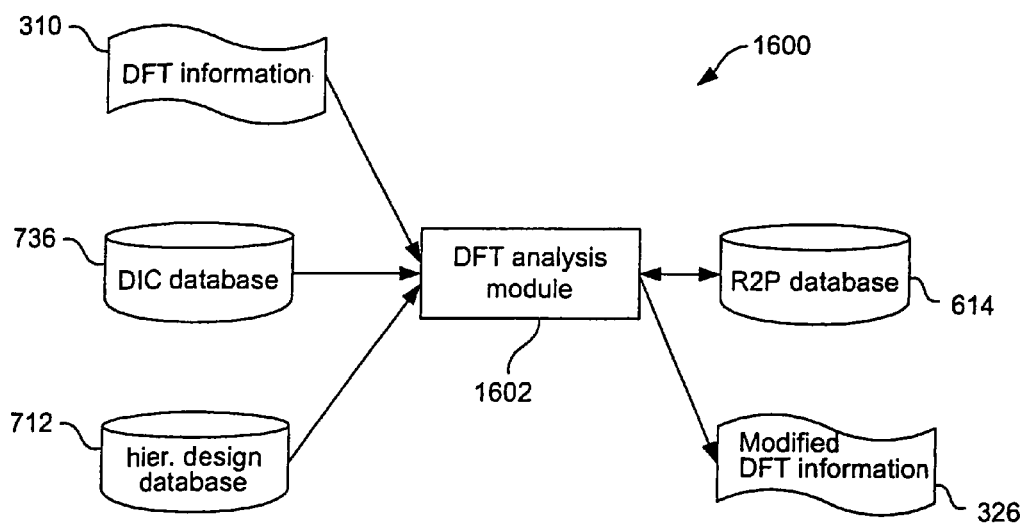 310
DFT information
1600
736
DIC database
DFT analysis
module
R2P database
614
1602
712
hier. design
database
Modified
DFT information
326